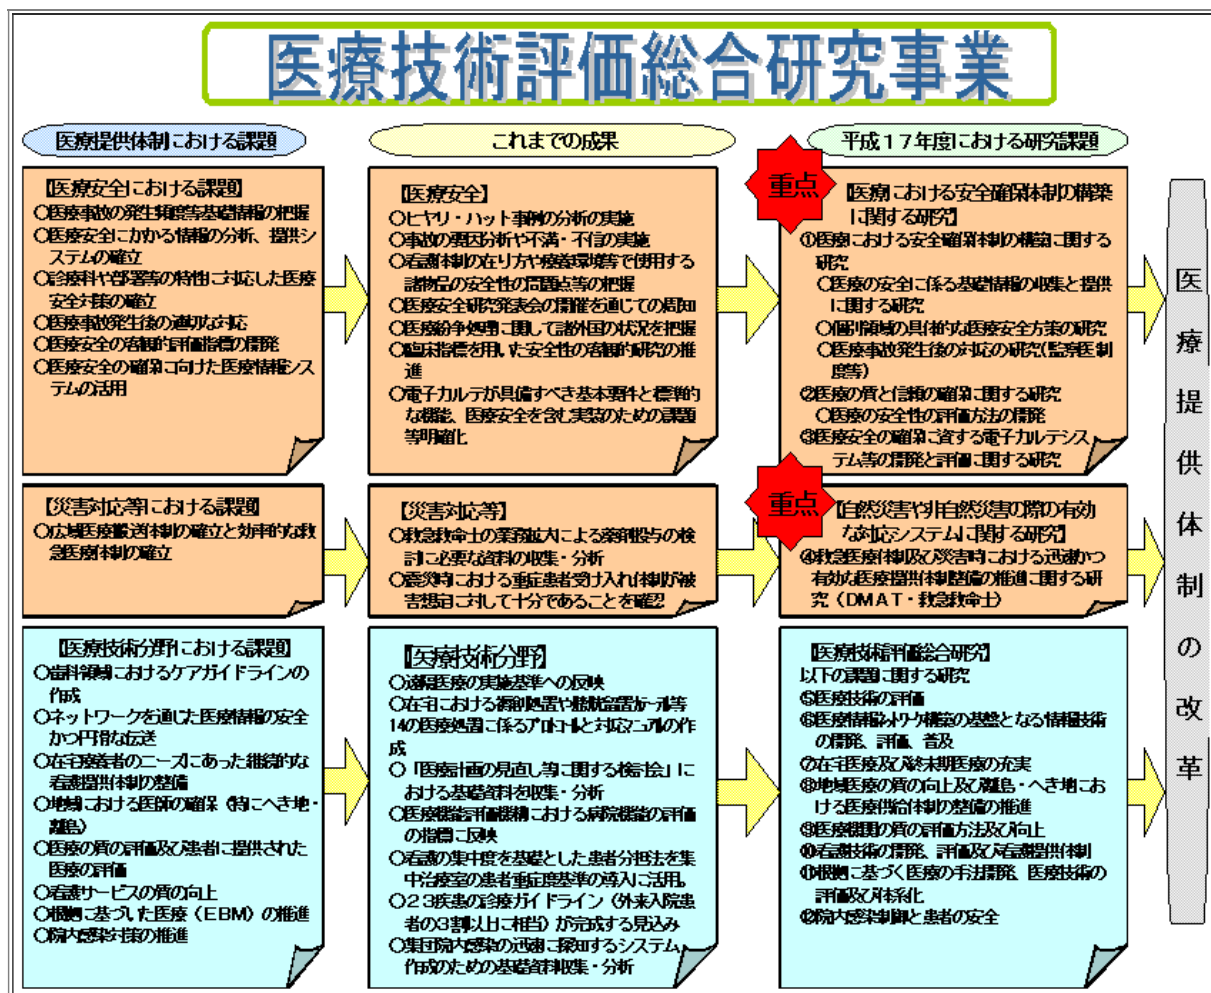 医療技術評価総合研究事業
医療提供体制における課題
これまでの成果
平成17年度における研究課題
【医療安全における課題】
○医療事故の発生頻度等基礎情報の把握
○医療安全にかかる情報の分析、提供シ
ステムの確立
○診療科や部署等の特性に対応した医療
安全対策の確立
○医療事故発生後の適切な対応
○医療安全の客観的評価指標の開発
○医療安全の確保に向けた医療情報シス
テムの活用
【医療安全】
○ヒヤリ・ハット事例の分析の実施
○事故の要因分析や不満・不信の実施
○看護体制の在り方や療養環境等で使用する
諸物品の安全性の問題点等の把握
○医療安全研究発表会の開催を通じての周知
○医療紛争処理に関して諸外国の状況を把握
○臨床指標を用いた安全性の客観的研究の推
進
○電子カルテが具備すべき基本要件と標準的
な機能、医療安全を含む実装のための課題
等明確化
重点
【医療における安全確保体制の構築
に関する研究】
①医療における安全確保体制の構築に関する
研究
○医療の安全に係る基礎情報の収集と提供
に関する研究
○個別領域の具体的な医療安全方策の研究
○医療事故発生後の対応の研究(監察医制
度等)
②医療の質と信頼の確保に関する研究
○医療の安全性の評価方法の開発
③医療安全の確保に資する電子カルテシス
テム等の開発と評価に関する研究
【災害対応等における課題】
○広域医療搬送体制の確立と効率的な救
急医療体制の確立
【災害対応等】
○救急救命士の業務拡大による薬剤投与の検
討に必要な資料の収集・分析
○震災時における重症患者受け入れ体制が被
害想定に対して十分であることを確認
重点
【自然災害や非自然災害の際の有効
な対応システムに関する研究】
④救急医療体制及び災害時における迅速かつ
有効な医療提供体制整備の推進に関する研
究（DMAT・救急救命士）
【医療技術分野における課題】
○歯科領域におけるケアガイドラインの
作成
○ネットワークを通じた医療情報の安全
かつ円滑な伝送
○在宅療養者のニーズにあった継続的な
看護提供体制の整備
○地域における医師の確保（特にへき地・
離島）
○医療の質の評価及び患者に提供された
医療の評価
○看護サービスの質の向上
○根拠に基づいた医療（EBM）の推進
○院内感染対策の推進
【医療技術分野】
○遠隔医療の実施基準への反映
○在宅における褥創処置や膀胱留置カテーテル等
14の医療処置に係るプロトコールと対応マニュアルの作
成
○「医療計画の見直し等に関する検討会」に
おける基礎資料を収集・分析
○医療機能評価機構における病院機能の評価
の指標に反映
○看護の集中度を基礎とした患者分担法を集
中治療室の患者重症度基準の導入に活用。
○23疾患の診療ガイドライン（外来入院患
者の3割以上に相当）が完成する見込み
○集団院内感染の迅速に探知するシステム
作成のための基礎資料収集・分析
【医療技術評価総合研究】
以下の課題に関する研究
⑤医療技術の評価
⑥医療情報ネットワーク構築の基盤となる情報技術
の開発、評価、普及
⑦在宅医療及び終末期医療の充実
⑧地域医療の質の向上及び離島・へき地にお
ける医療供給体制の整備の推進
⑨医療機関の質の評価方法及び向上
⑩看護技術の開発、評価及び看護提供体制
⑪根拠に基づく医療の手法開発、医療技術の
評価及び体系化
⑫院内感染制御と患者の安全
医療提供体制の改革